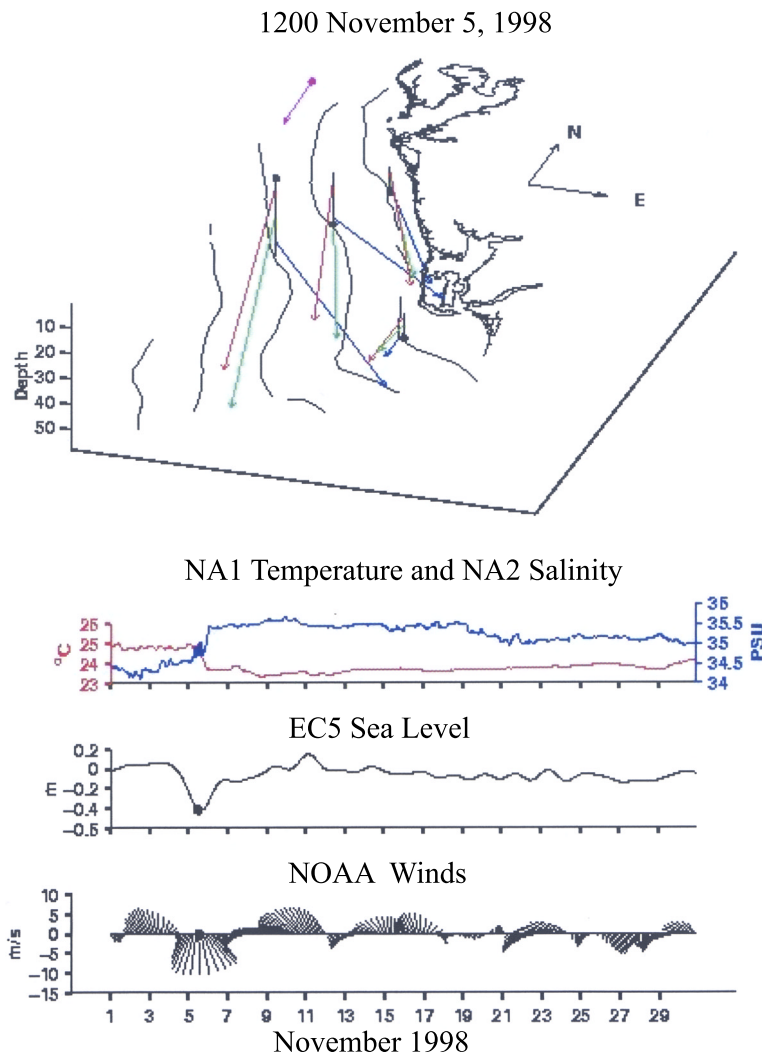 1200 November 5, 1998
N
E
Depth
10
20
30
40
50
NA1 Temperature and NA2 Salinity
°C
26
25
24
23
35
35.5
35
34.5
34
PSU
EC5 Sea Level
m
0.2
0
-0.2
-0.4
-0.6
NOAA Winds
m/s
10
5
0
-5
-10
-15
1 3 5 7 9 11 13 15 17 19 21 23 25 27 29
November 1998